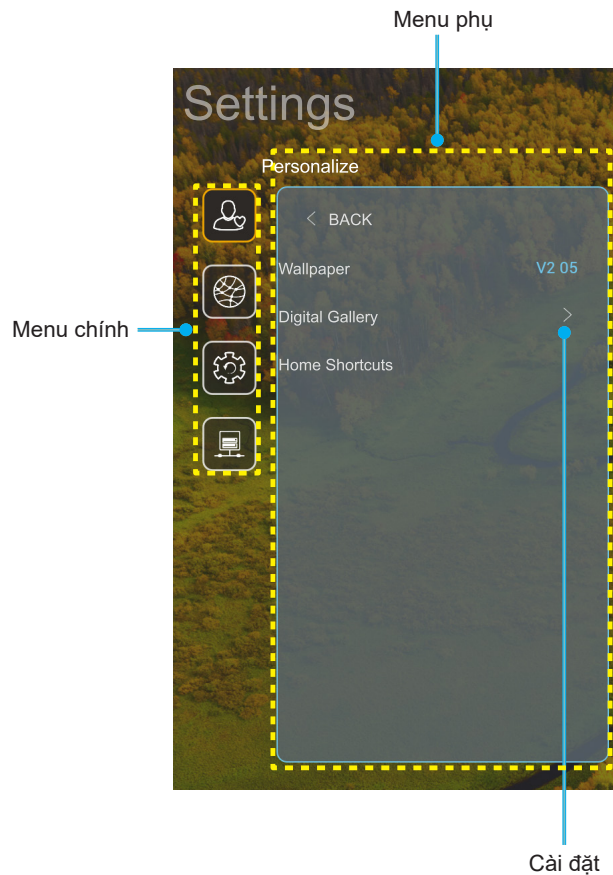 Menu phụ
Settings
Personalize
< BACK
Wallpaper V2 05
Digital Gallery >
Menu chính
Home Shortcuts
Cài đặt